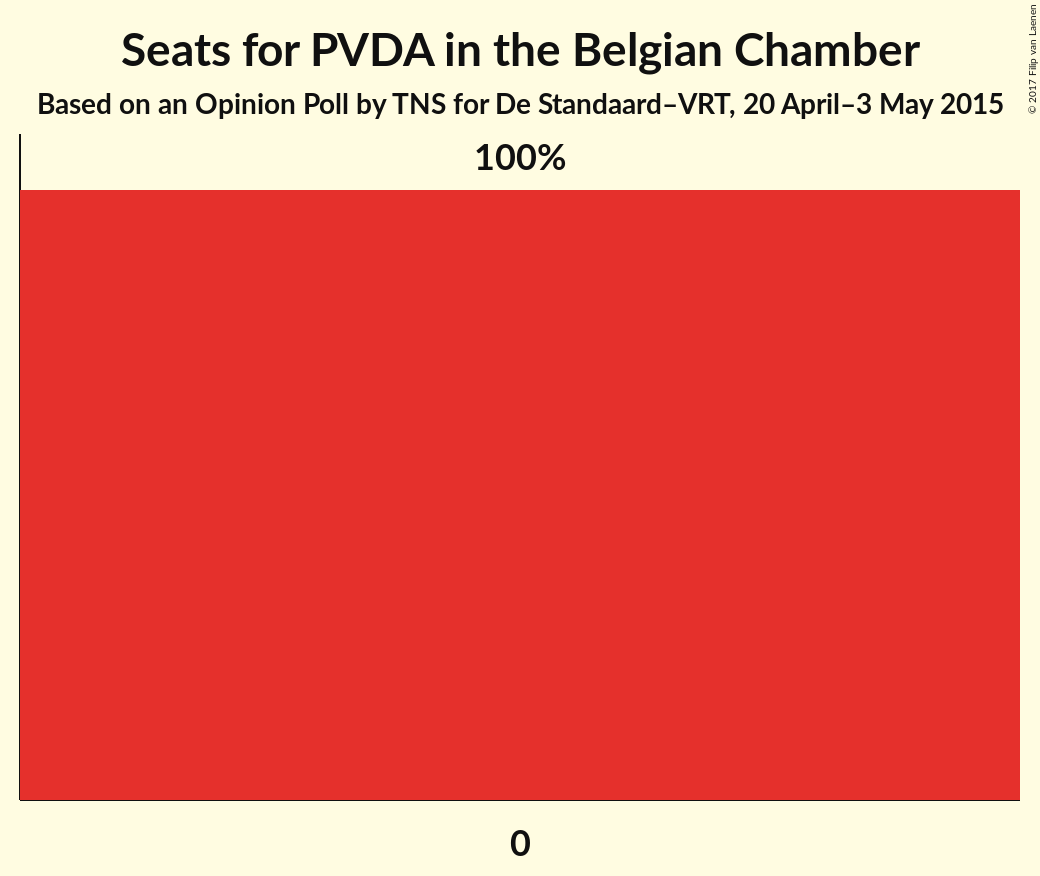 Seats for PVDA in the Belgian Chamber
Based on an Opinion Poll by TNS for De Standaard–VRT, 20 April–3 May 2015
© 2017 Filip van Laenen
100%
0